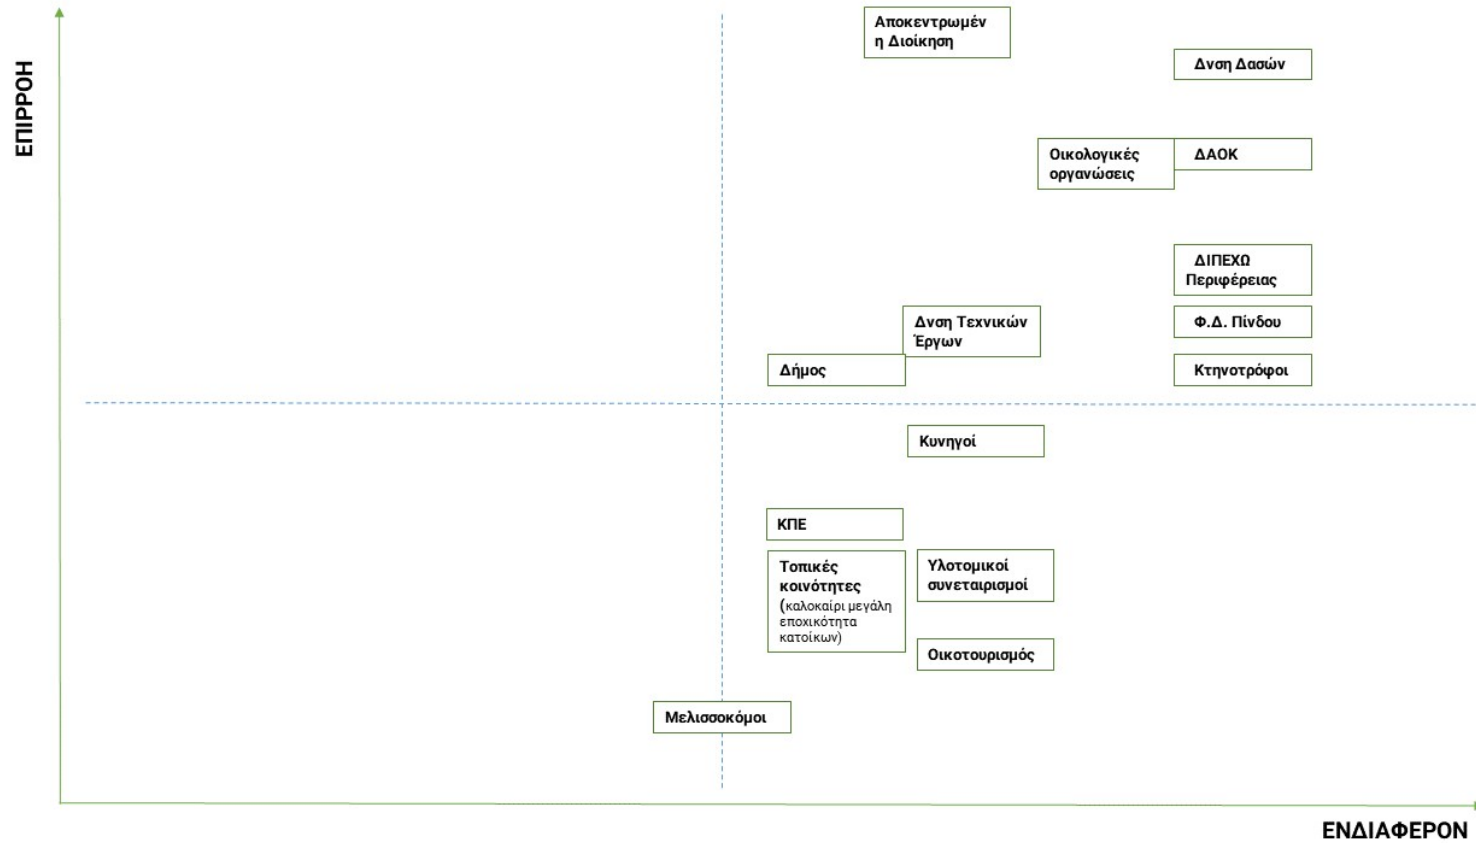 Αποκεντρωμέν
η Διοίκηση
Δνση Δασών
ΕΠΙΡΡΟΗ
Οικολογικές
οργανώσεις
ΔΑΟΚ
ΔΙΠΕΧΩ
Περιφέρειας
Δνση Τεχνικών
Έργων
Φ.Δ. Πίνδου
Δήμος
Κτηνοτρόφοι
Κυνηγοί
ΚΠΕ
Τοπικές
κοινότητες
(καλοκαίρι μεγάλη
εποχικότητα
κατοίκων)
Υλοτομικοί
συνεταιρισμοί
Οικοτουρισμός
Μελισσοκόμοι
ΕΝΔΙΑΦΕΡΟΝ